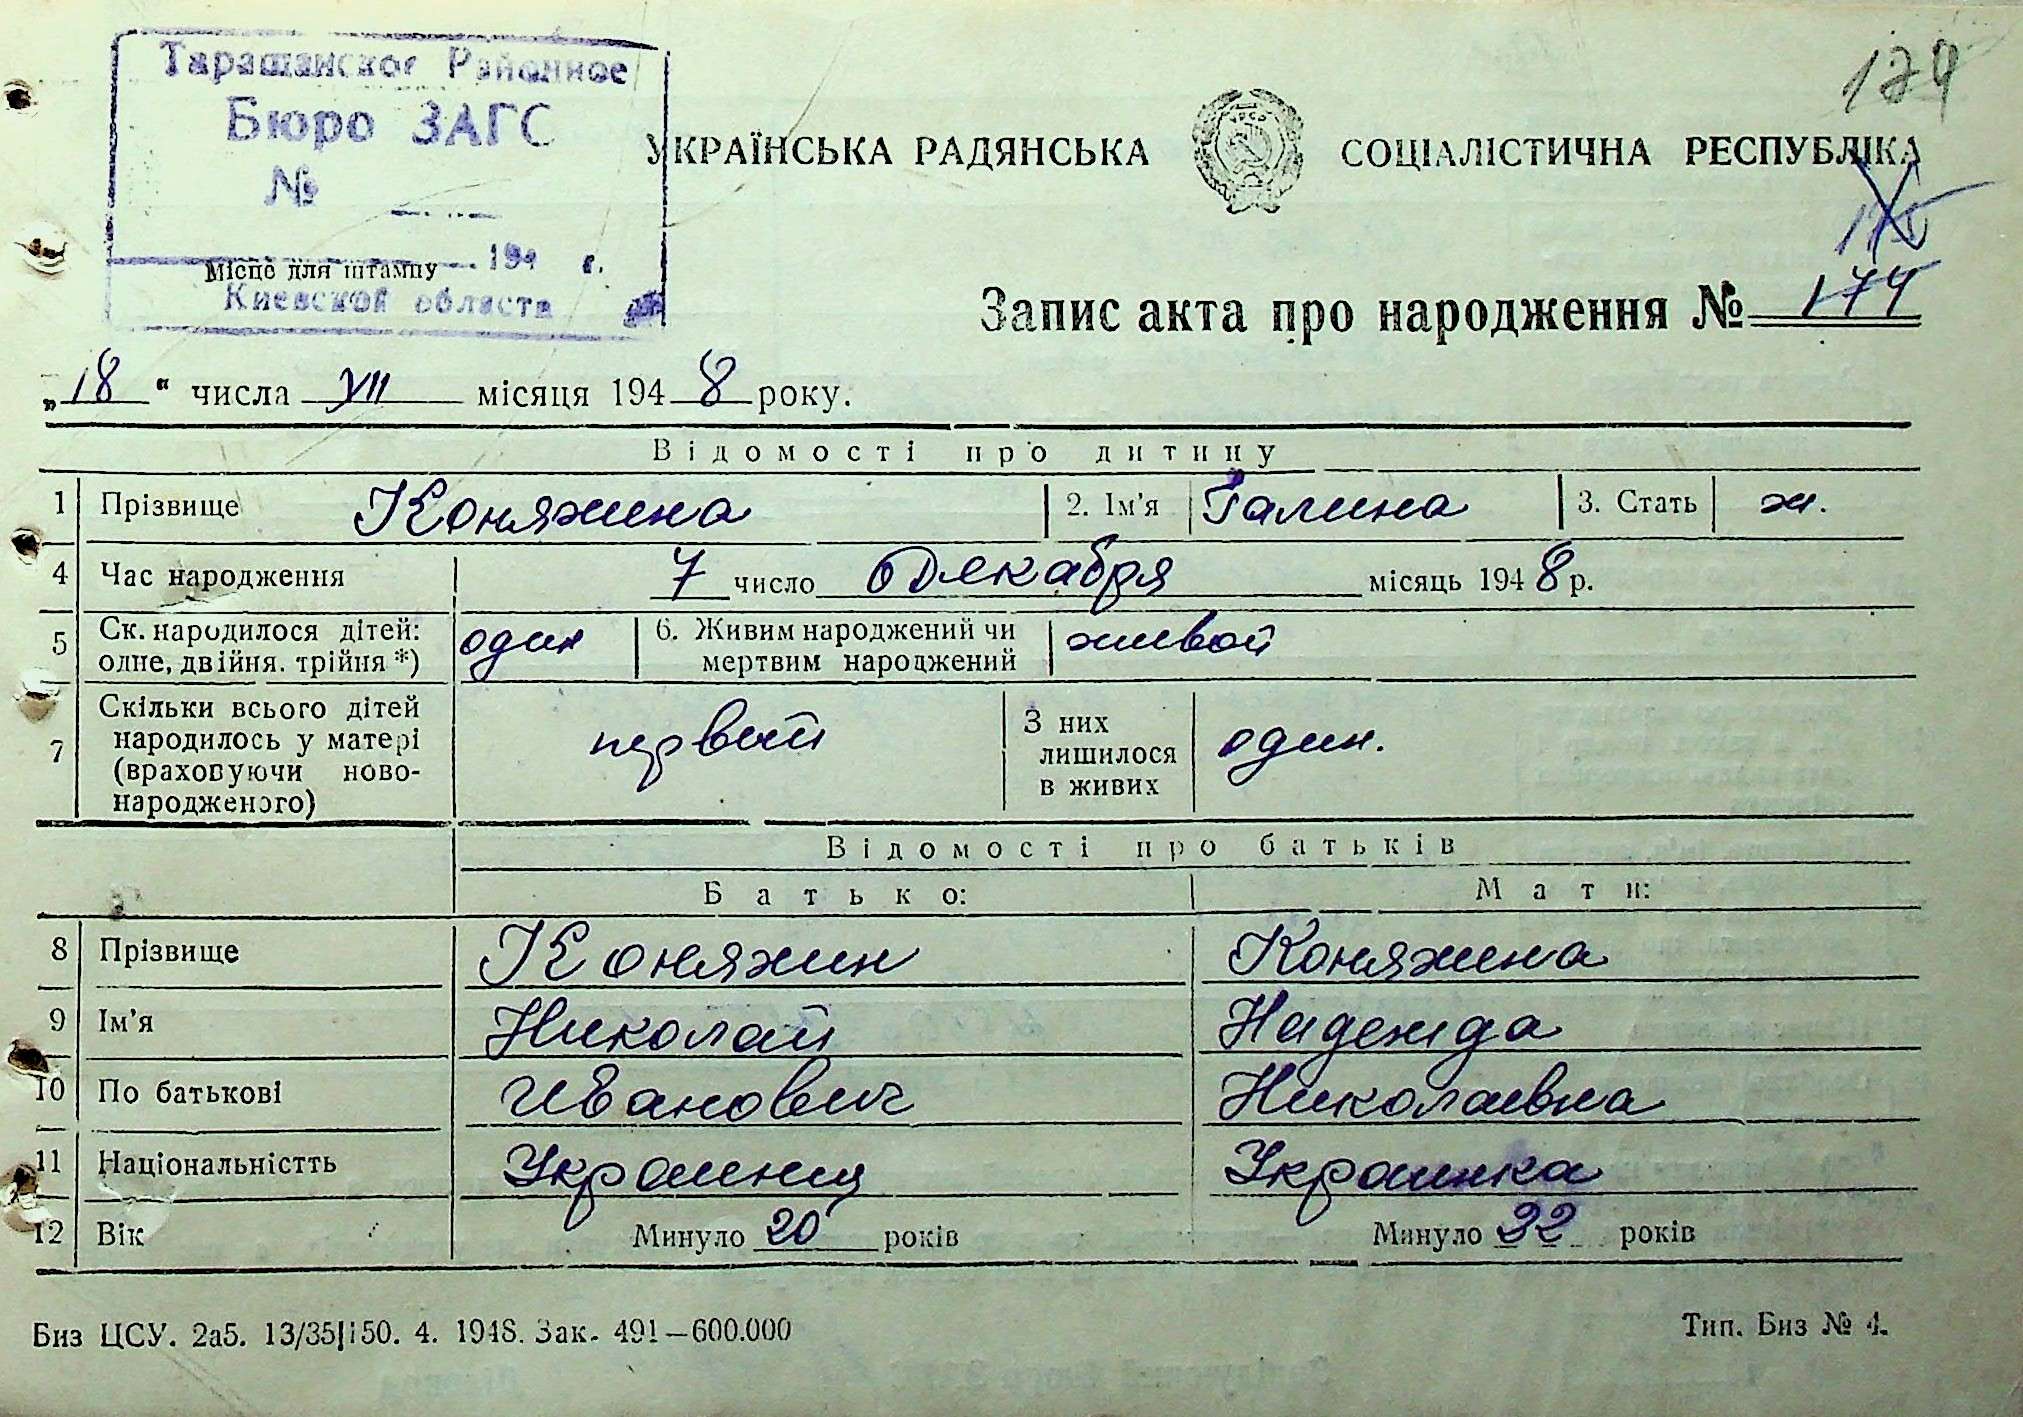 Таращанское Районное
Бюро ЗАГС
№
194 г.
Місце для штампу
Киевской области
174
УКРАЇНСЬКА РАДЯНСЬКА СОЦІАЛІСТИЧНА РЕСПУБЛІКА
Запис акта про народження № 174
„18“ числа VII місяця 1948 року.
Відомості про дитину
1 Прізвище Коняжина 2. Ім'я Галина 3. Стать ж.
4 Час народження 7 число Декабря місяць 1948 р.
5 Ск. народилося дітей: один 6. Живим народжений чи живой
одне, двійня. трійня *) мертвим народжений
7 Скільки всього дітей народилось у матері (враховуючи ново-народженого) первый З них лишилося в живих один.
Відомості про батьків
Батько: Мати:
8 Прізвище Коняжин Коняжина
9 Ім'я Николай Надежда
10 По батькові Иванович Николаевна
11 Національністть Украинец Украинка
12 Вік Минуло 20 років Минуло 22 років
Биз ЦСУ. 2а5. 13/35|150. 4. 1948. Зак. 491—600.000 Тип. Биз № 4.